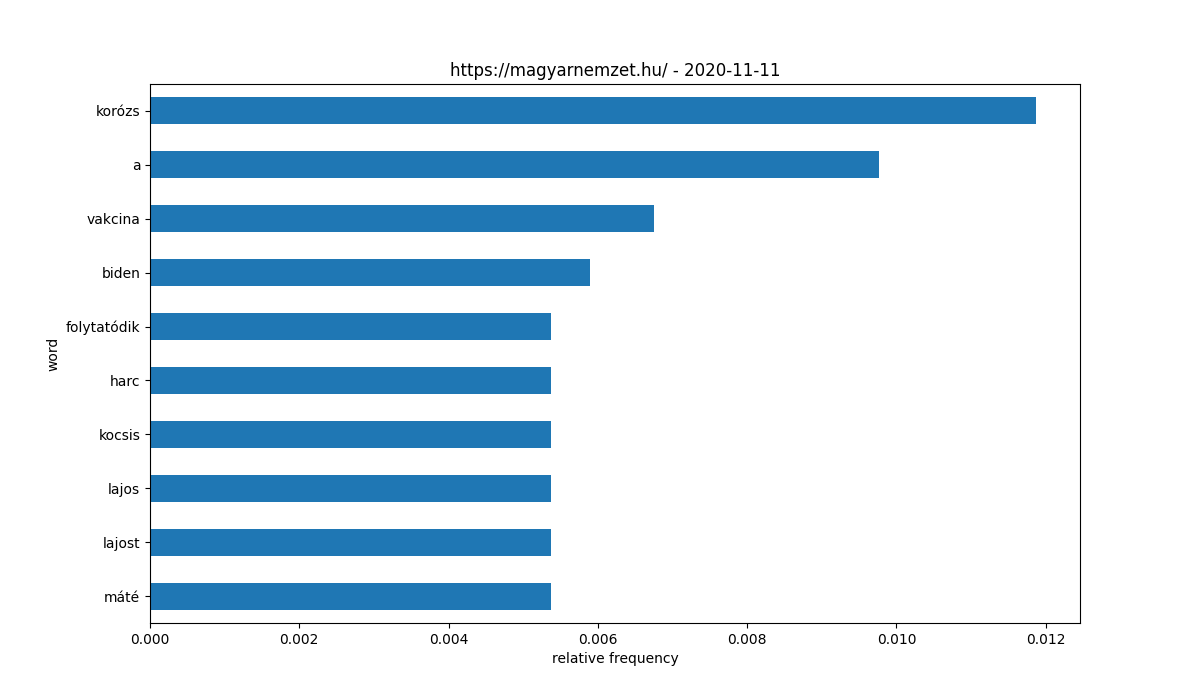 https://magyarnemzet.hu/ - 2020-11-11
korózs
a
vakcina
biden
folytatódik
harc
kocsis
lajos
lajost
máté
word
0.000 0.002 0.004 0.006 0.008 0.010 0.012
relative frequency